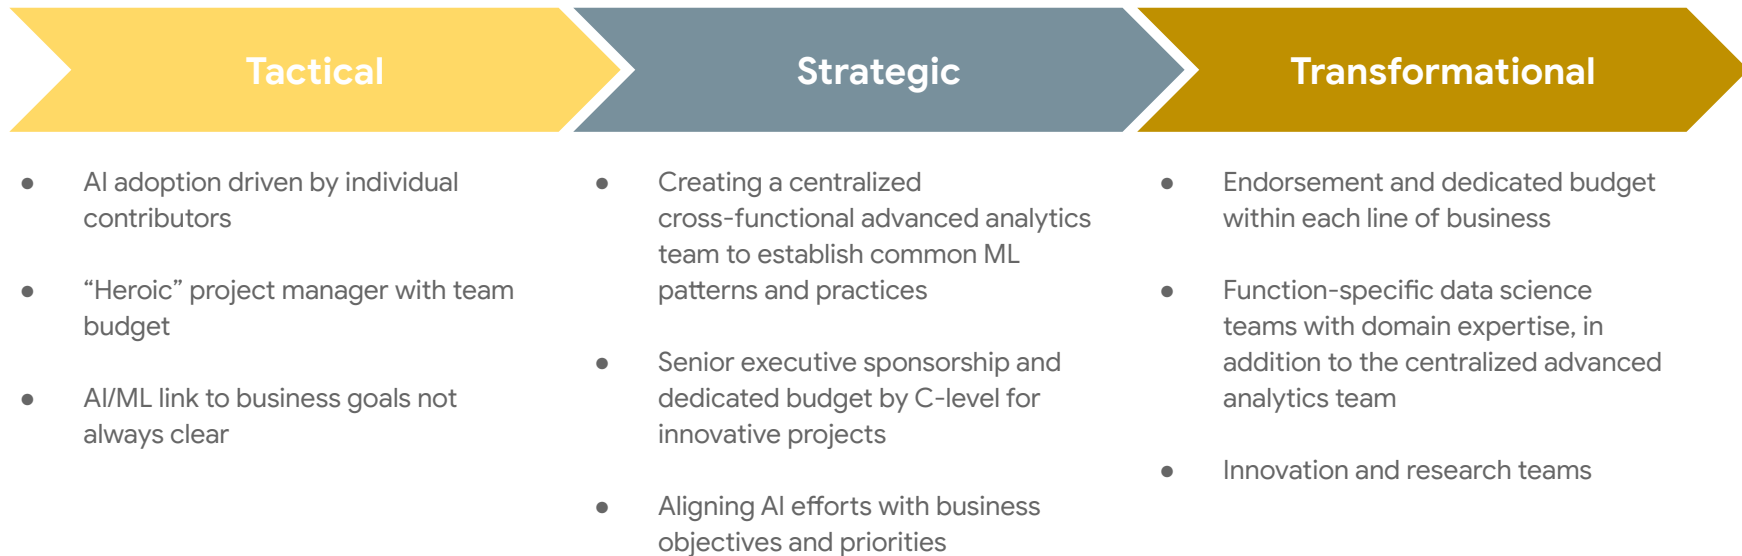 Tactical
Strategic
Transformational
● AI adoption driven by individual
contributors
● “Heroic” project manager with team
budget
● AI/ML link to business goals not
always clear
● Creating a centralized
cross-functional advanced analytics
team to establish common ML
patterns and practices
● Senior executive sponsorship and
dedicated budget by C-level for
innovative projects
● Aligning AI efforts with business
objectives and priorities
● Endorsement and dedicated budget
within each line of business
● Function-specific data science
teams with domain expertise, in
addition to the centralized advanced
analytics team
● Innovation and research teams